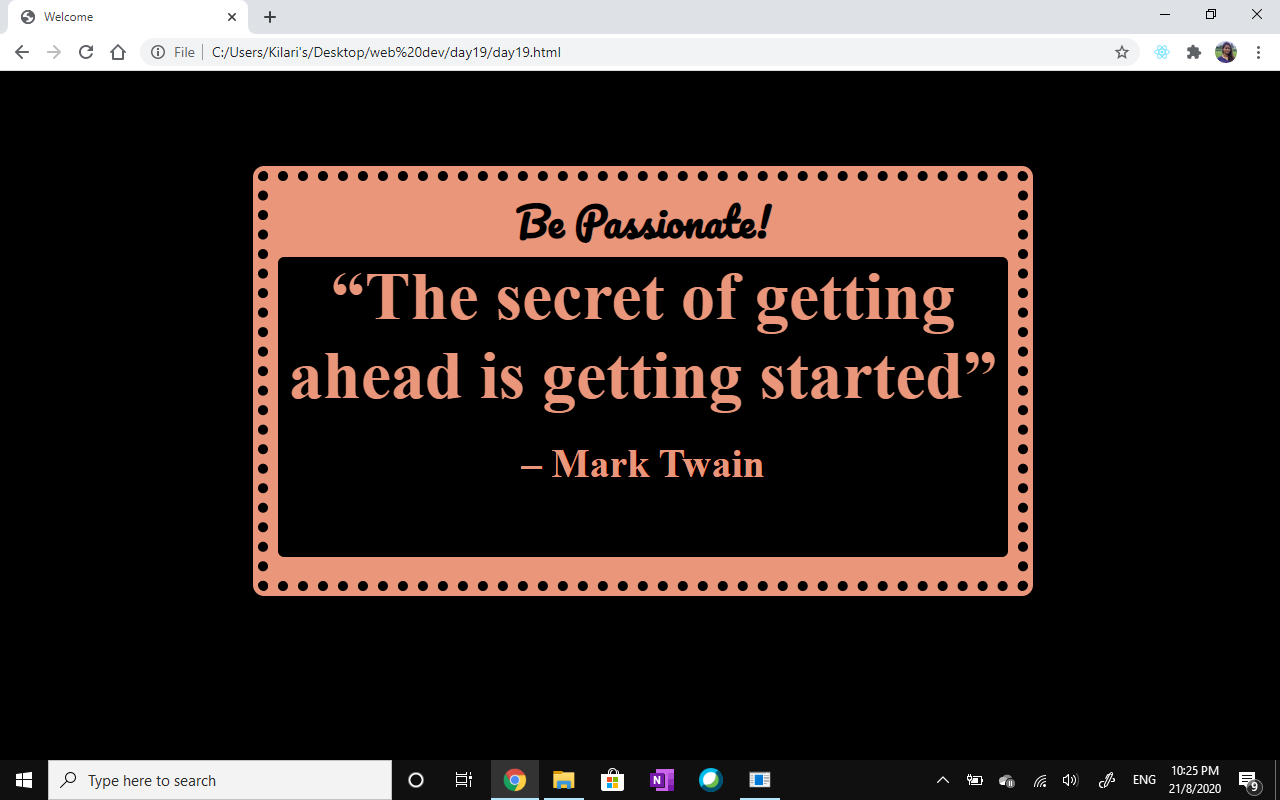 Welcome
File
C:/Users/Kilari's/Desktop/web%20dev/day19/day19.html
Be Passionate!
“The secret of getting
ahead is getting started”
– Mark Twain
Type here to search
N
ENG
10:25 PM
21/8/2020
9